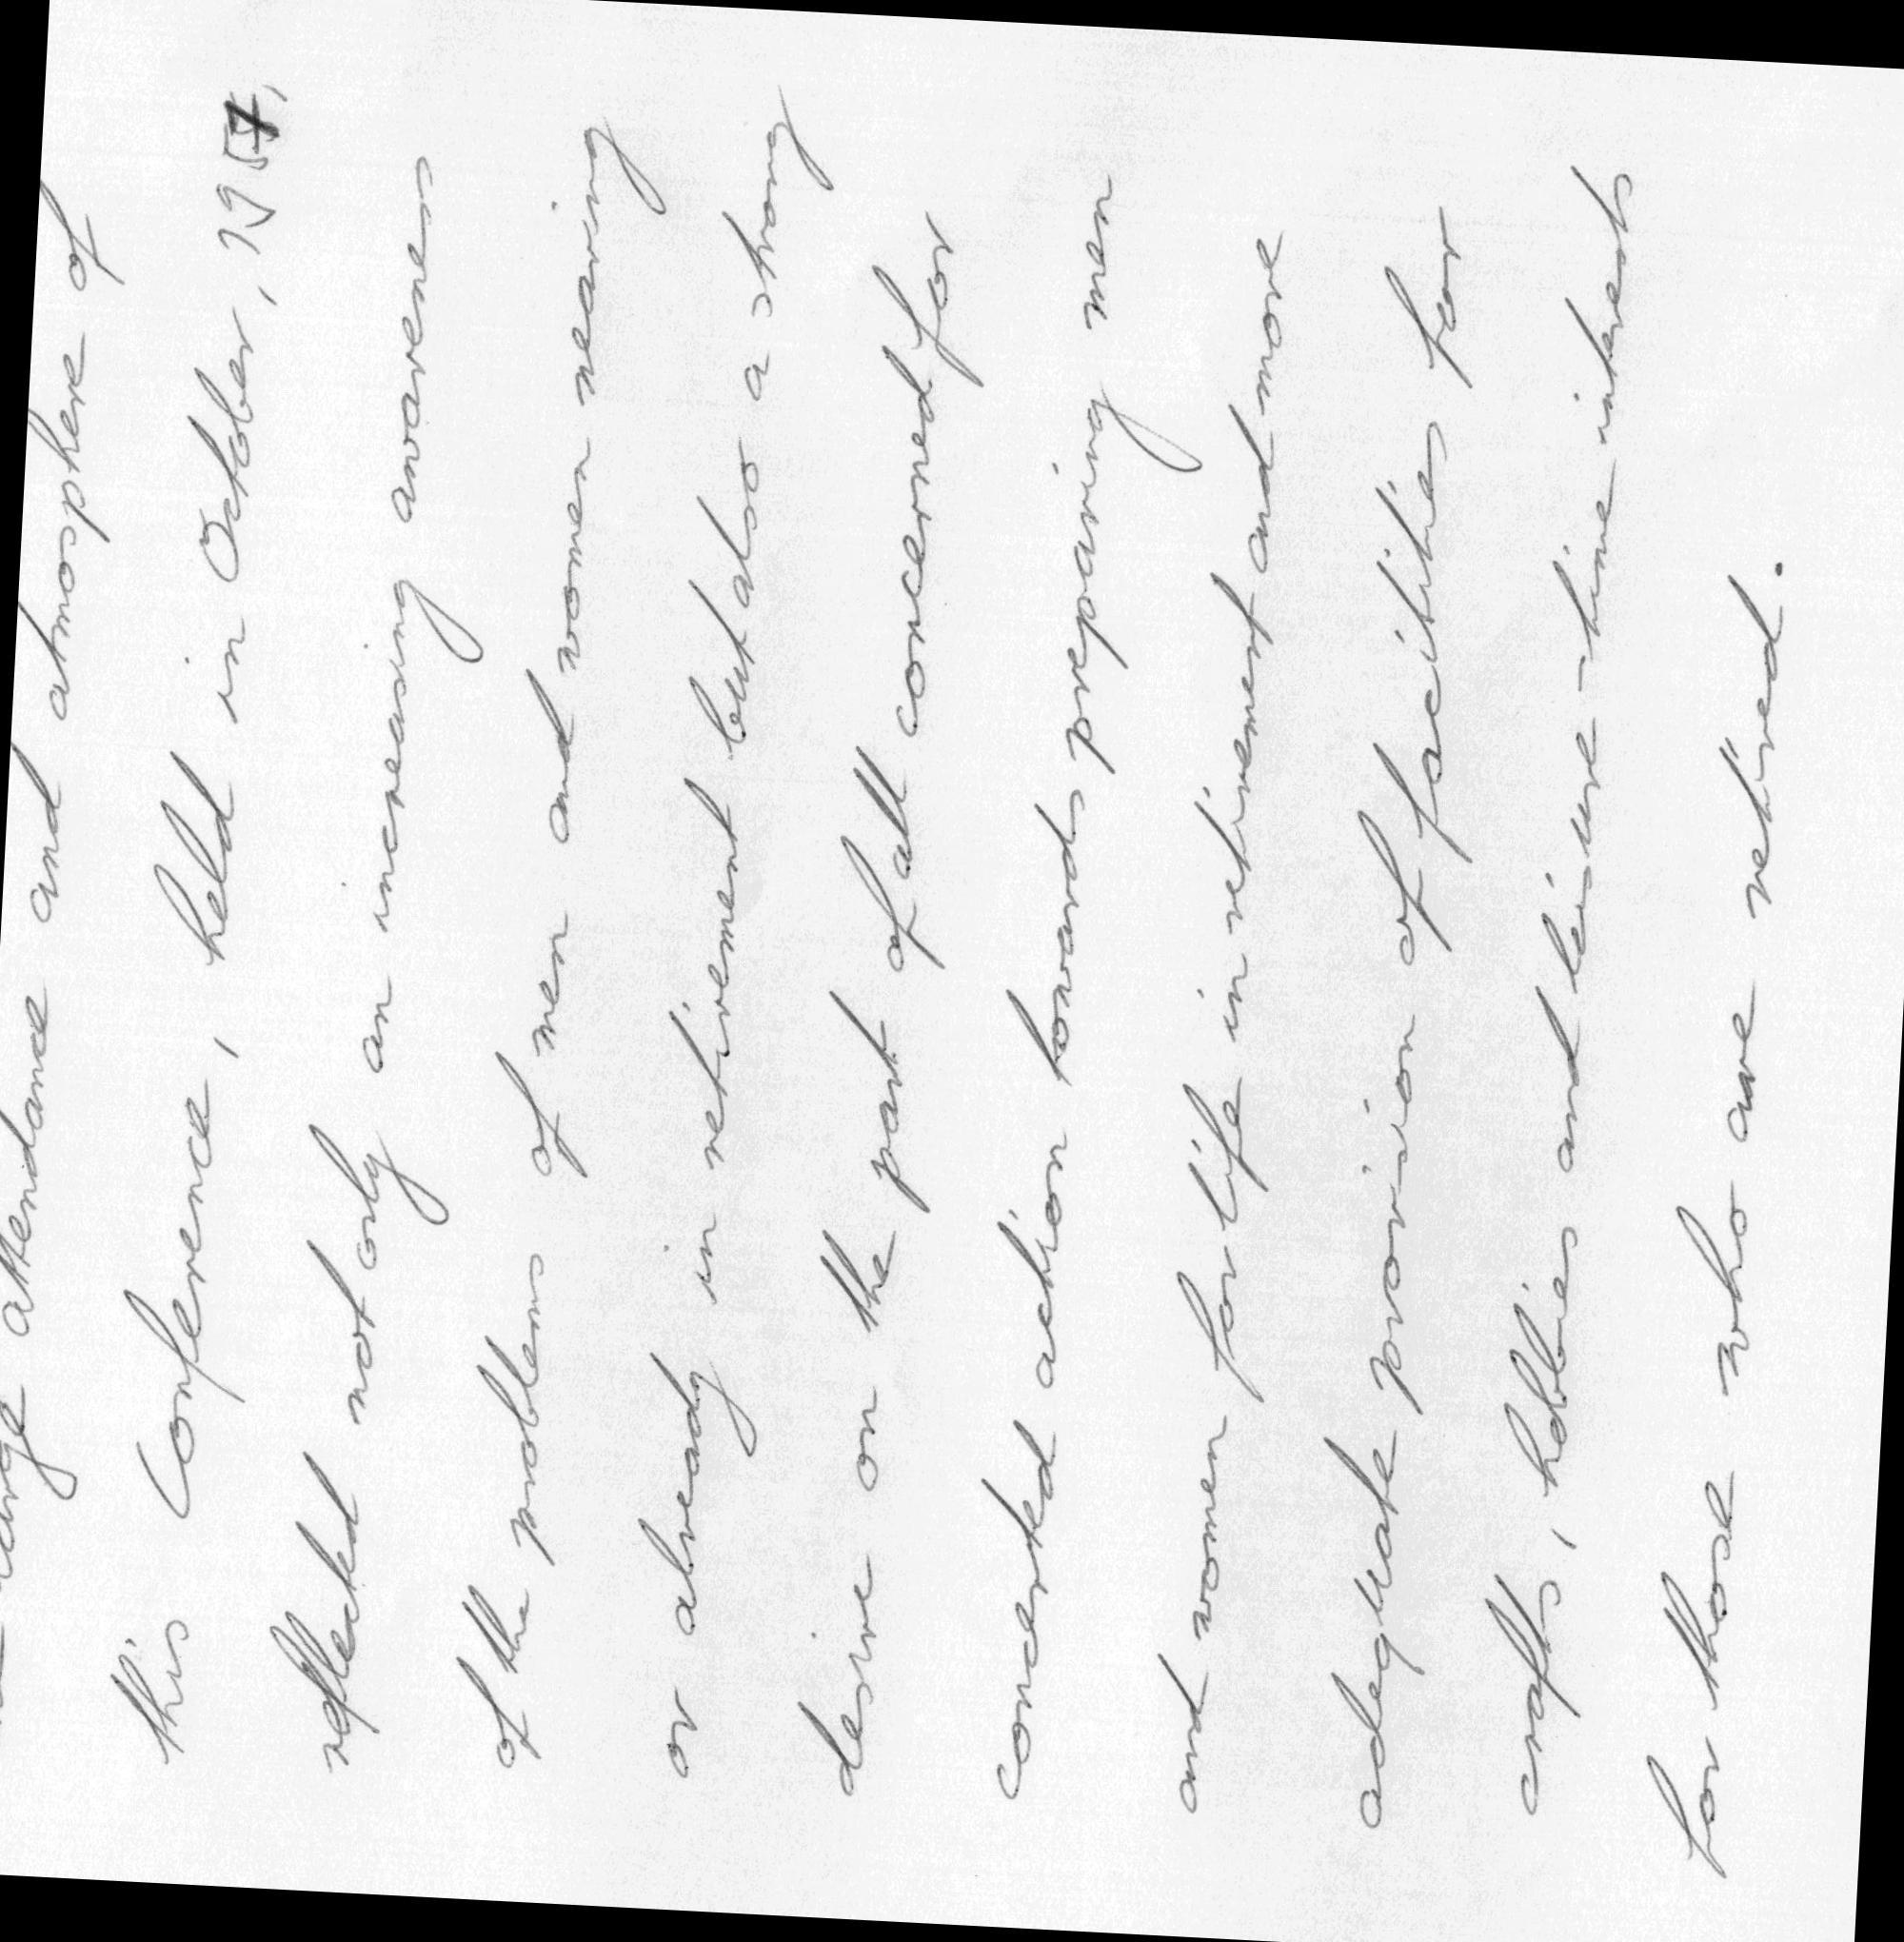 large attendance and atmosphere of
this Conference, held in October, 1957,
reflected not only an increasing awareness
of the problems of men and women nearing
or already in retirement but also a strong
desire on the part of all concerned for
concerted action towards preparing men
and women for life in retirement and more
adequate provision of facilities for
crafts, hobbies and leisure-time interests
for those who are retired.